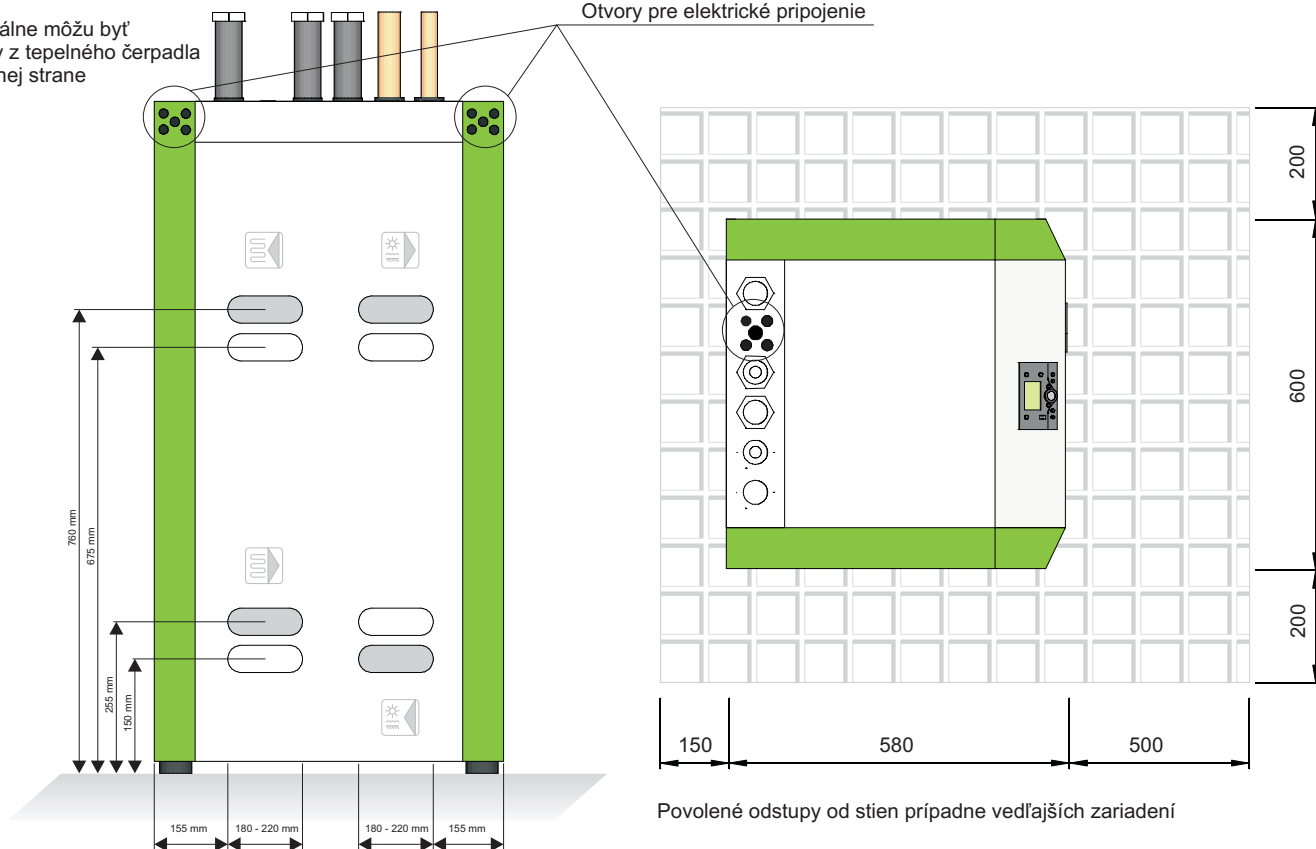 álne môžu byť
z tepelného čerpadla
nej strane
Otvory pre elektrické pripojenie
760 mm
675 mm
255 mm
150 mm
155 mm
180 - 220 mm
180 - 220 mm
155 mm
200
600
200
150
580
500
Povolené odstupy od stien prípadne vedľajších zariadení